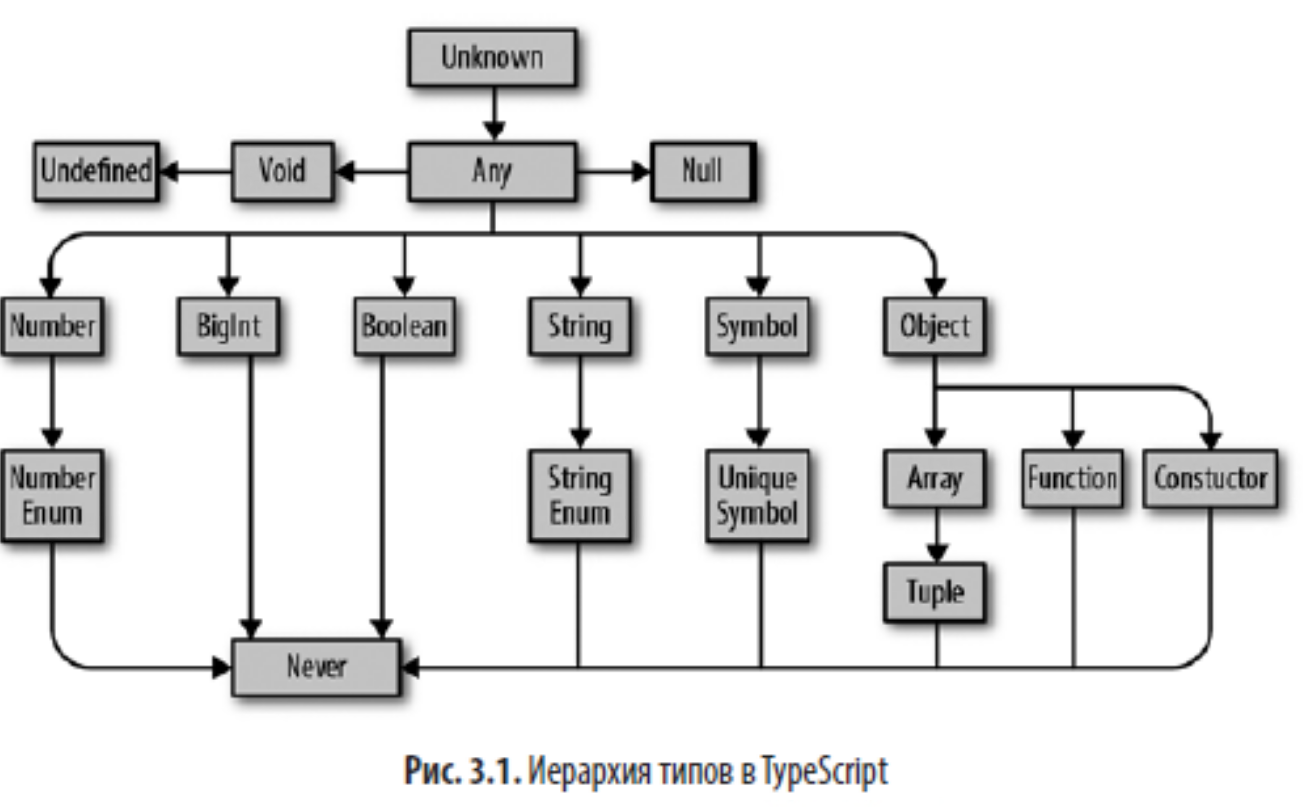 Unknown
Undefined
Void
Any
Null
Number
BigInt
Boolean
String
Symbol
Object
Number
Enum
String
Enum
Unique
Symbol
Array
Function
Constuctor
Tuple
Never
Рис. 3.1. Иерархия типов в TypeScript